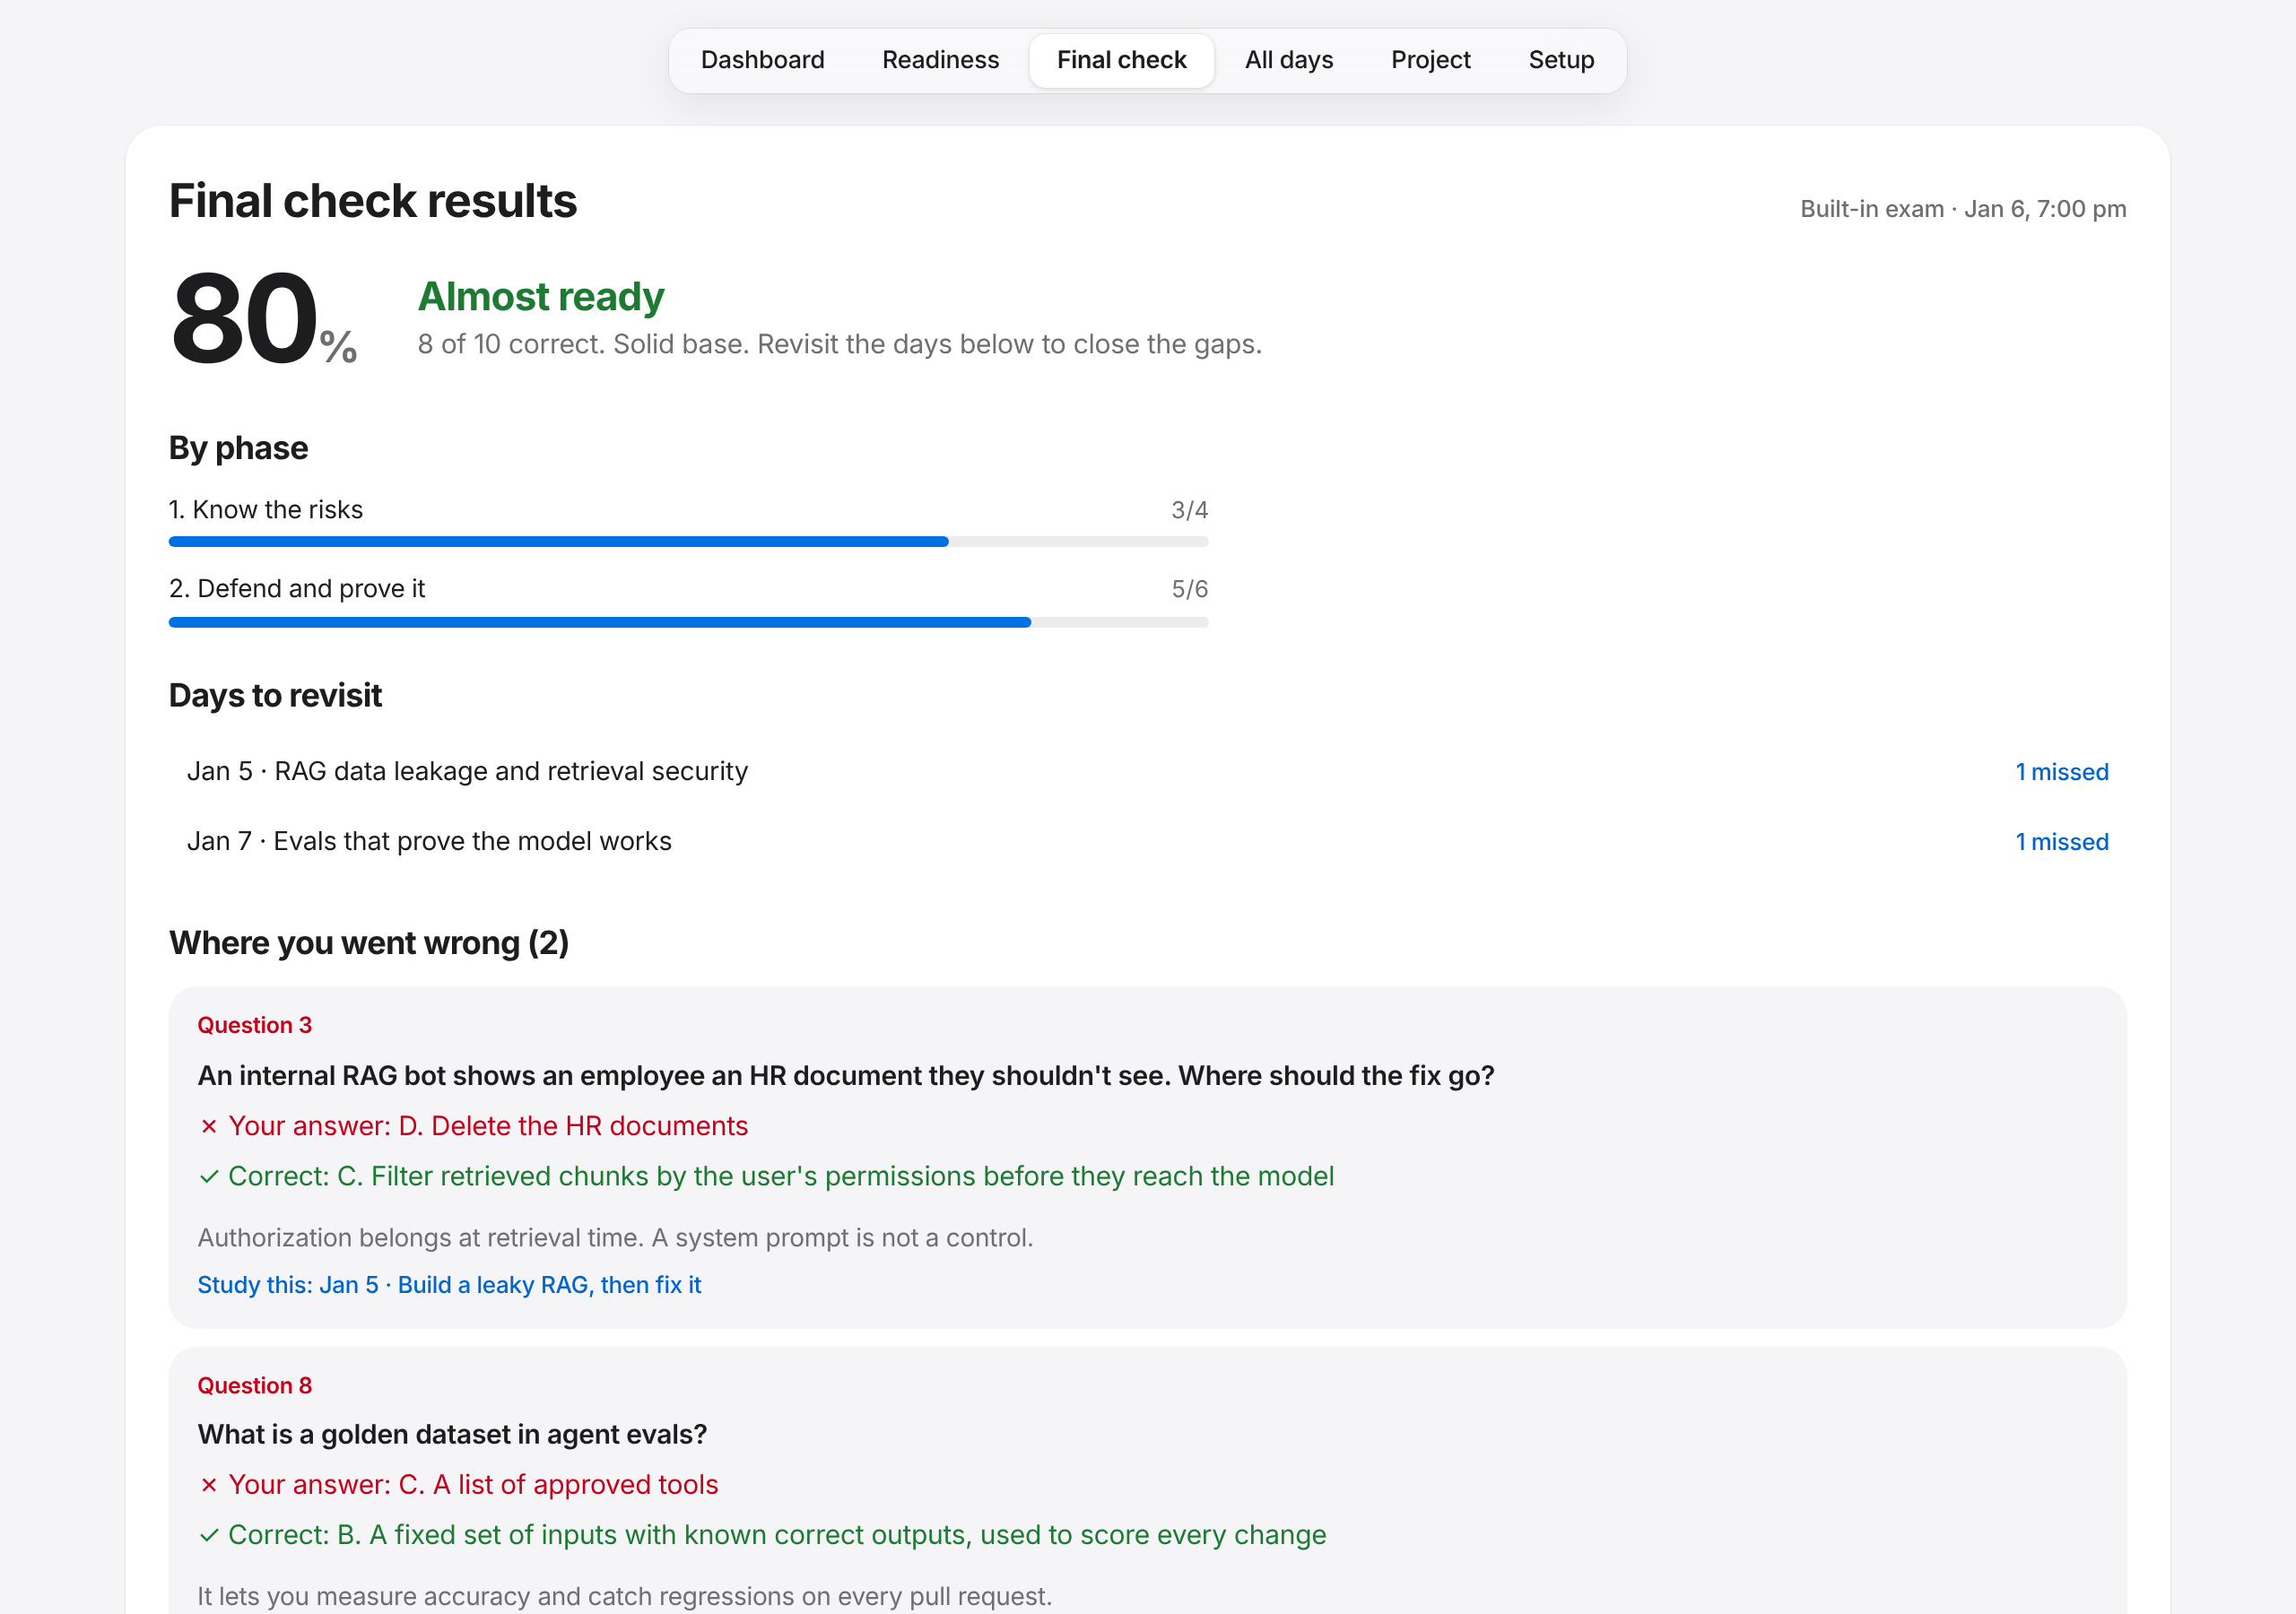 Dashboard Readiness Final check All days Project Setup
Final check results
Built-in exam · Jan 6, 7:00 pm
80%
Almost ready
8 of 10 correct. Solid base. Revisit the days below to close the gaps.
By phase
1. Know the risks 3/4
2. Defend and prove it 5/6
Days to revisit
Jan 5 · RAG data leakage and retrieval security 1 missed
Jan 7 · Evals that prove the model works 1 missed
Where you went wrong (2)
Question 3
An internal RAG bot shows an employee an HR document they shouldn't see. Where should the fix go?
× Your answer: D. Delete the HR documents
✓ Correct: C. Filter retrieved chunks by the user's permissions before they reach the model
Authorization belongs at retrieval time. A system prompt is not a control.
Study this: Jan 5 · Build a leaky RAG, then fix it
Question 8
What is a golden dataset in agent evals?
× Your answer: C. A list of approved tools
✓ Correct: B. A fixed set of inputs with known correct outputs, used to score every change
It lets you measure accuracy and catch regressions on every pull request.